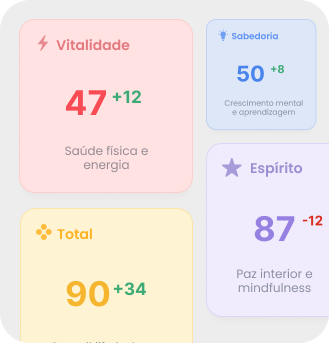 Vitalidade
47 +12
Saúde física e
energia
Sabedoria
50 +8
Crescimento mental
e aprendizagem
Espírito
87 -12
Paz interior e
mindfulness
Total
90 +34